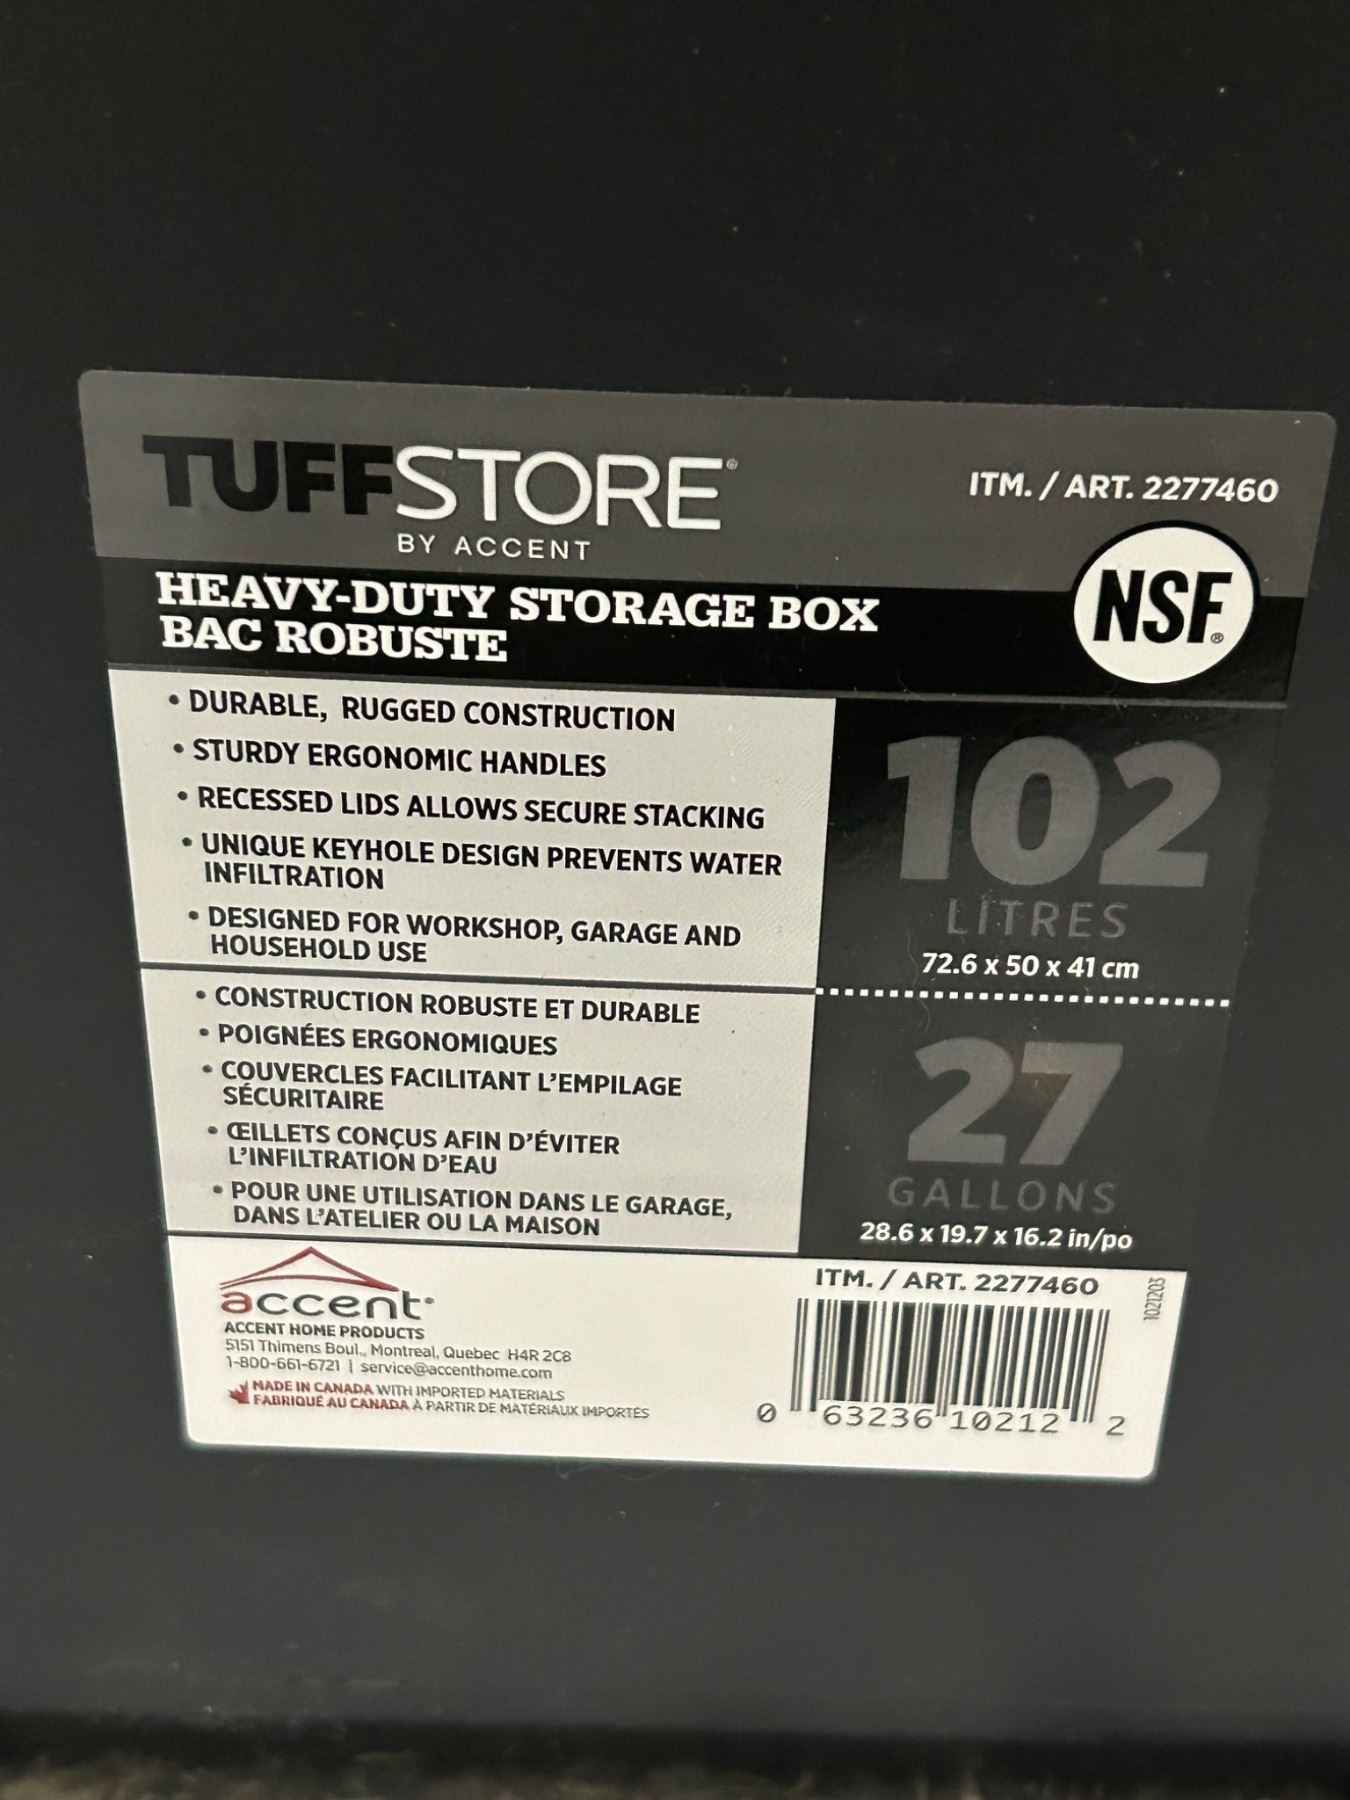 TUFFSTORE®
BY ACCENT
ITM. / ART. 2277460
HEAVY-DUTY STORAGE BOX
BAC ROBUSTE
NSF®
• DURABLE, RUGGED CONSTRUCTION
• STURDY ERGONOMIC HANDLES
• RECESSED LIDS ALLOWS SECURE STACKING
• UNIQUE KEYHOLE DESIGN PREVENTS WATER
INFILTRATION
• DESIGNED FOR WORKSHOP, GARAGE AND
HOUSEHOLD USE
102
LITRES
72.6 x 50 x 41 cm
• CONSTRUCTION ROBUSTE ET DURABLE
• POIGNÉES ERGONOMIQUES
• COUVERCLES FACILITANT L'EMPILAGE
SÉCURITAIRE
• ŒILLETS CONÇUS AFIN D'ÉVITER
L'INFILTRATION D'EAU
• POUR UNE UTILISATION DANS LE GARAGE,
DANS L'ATELIER OU LA MAISON
27
GALLONS
28.6 x 19.7 x 16.2 in/po
accent
ACCENT HOME PRODUCTS
5151 Thimens Boul., Montreal, Quebec H4R 2C8
1-800-661-6721 | service@accenthome.com
MADE IN CANADA WITH IMPORTED MATERIALS
FABRIQUÉ AU CANADA À PARTIR DE MATÉRIAUX IMPORTÉS
ITM. / ART. 2277460
0 63236 10212 2
1021203